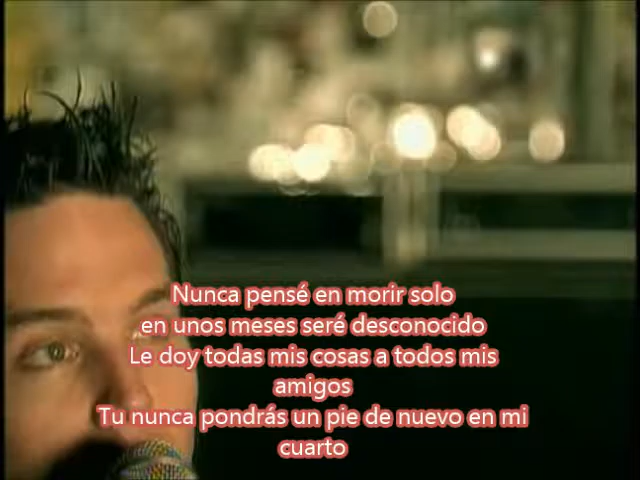 Nunca pensé en morir solo
en unos meses seré desconocido
Le doy todas mis cosas a todos mis
amigos
Tu nunca pondrás un pie de nuevo en mi
cuarto